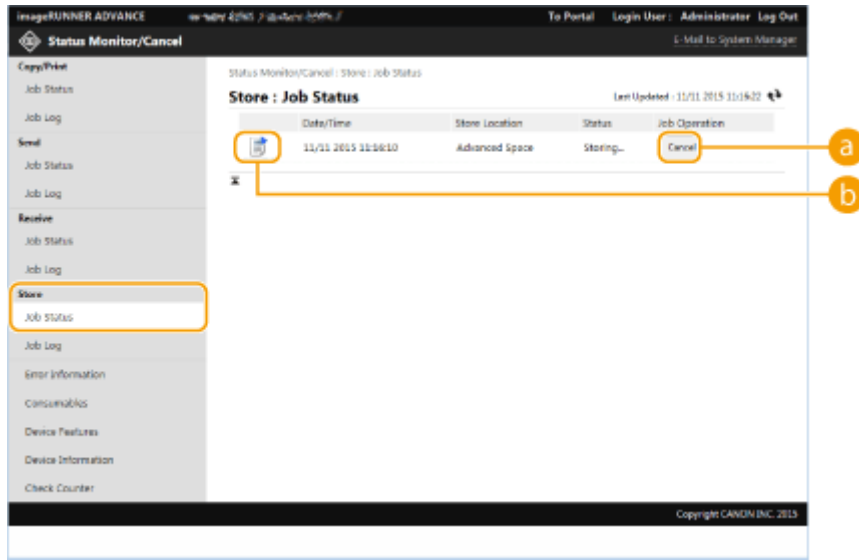 imageRUNNER ADVANCE To Portal Login User : Administrator Log Out
Status Monitor/Cancel E-Mail to System Manager
Copy/Print
Job Status
Job Log
Send
Job Status
Job Log
Receive
Job Status
Job Log
Store
Job Status
Job Log
Error Information
Consumables
Device Features
Device Information
Check Counter
Status Monitor/Cancel : Store : Job Status
Store : Job Status Last Updated : 11/11 2015 11:16:22
Date/Time Store Location Status Job Operation
11/11 2015 11:16:10 Advanced Space Storing... Cancel
a
b
Copyright CANON INC. 2015